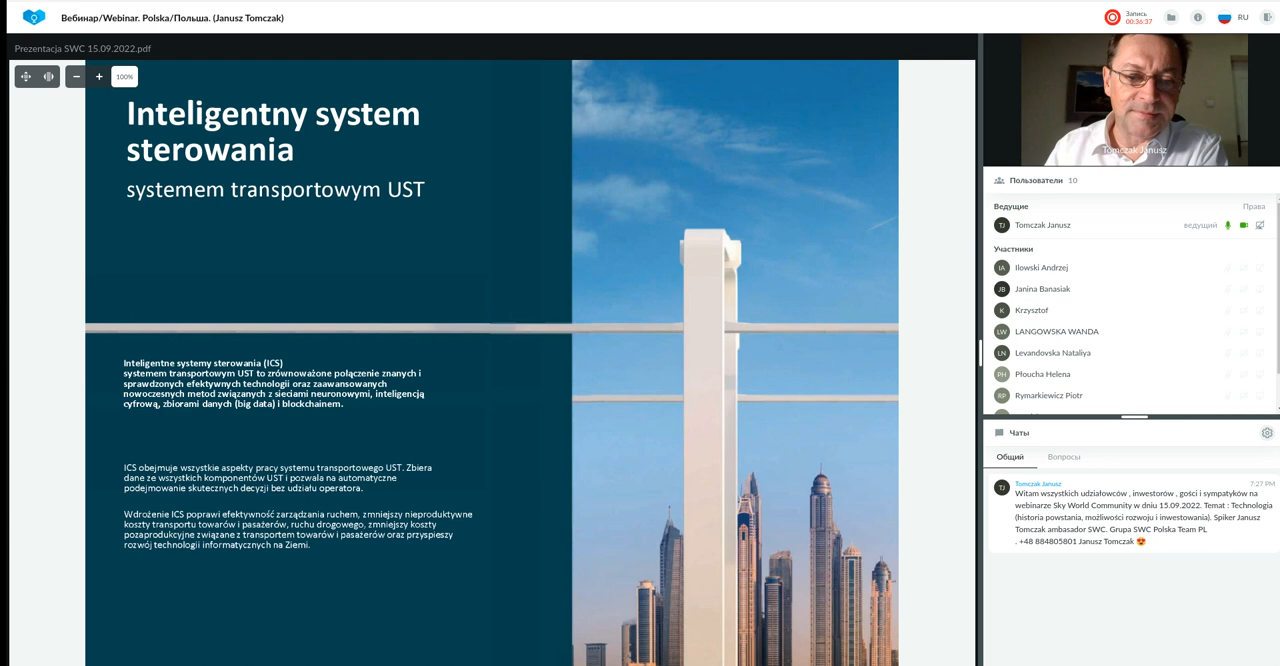 Вебинар/Webinar. Polska/Польша. (Janusz Tomczak)
Запись
00:36:37
RU
Prezentacja SWC 15.09.2022.pdf
100%
Inteligentny system
sterowania
systemem transportowym UST
Inteligentne systemy sterowania (ICS)
systemem transportowym UST to zrównoważone połączenie znanych i
sprawdzonych efektywnych technologii oraz zaawansowanych
nowoczesnych metod związanych z sieciami neuronowymi, inteligencją
cyfrową, zbiorami danych (big data) i blockchainem.
ICS obejmuje wszystkie aspekty pracy systemu transportowego UST. Zbiera
dane ze wszystkich komponentów UST i pozwala na automatyczne
podejmowanie skutecznych decyzji bez udziału operatora.
Wdrożenie ICS poprawi efektywność zarządzania ruchem, zmniejszy nieproduktywne
koszty transportu towarów i pasażerów, ruchu drogowego, zmniejszy koszty
pozaprodukcyjne związane z transportem towarów i pasażerów oraz przyspieszy
rozwój technologii informatycznych na Ziemi.
Tomczak Janusz
Пользователи 10
Ведущие Права
TJ Tomczak Janusz ведущий
Участники
IA Ilowski Andrzej
JB Janina Banasiak
K Krzysztof
LW LANGOWSKA WANDA
LN Levandovska Nataliya
PH Płoucha Helena
RP Rymarkiewicz Piotr
Чаты
Общий Вопросы
TJ Tomczak Janusz 7:27 PM
Witam wszystkich udziałowców , inwestorów , gości i sympatyków na
webinarze Sky World Community w dniu 15.09.2022. Temat : Technologia
(historia powstania, możliwości rozwoju i inwestowania). Spiker Janusz
Tomczak ambasador SWC. Grupa SWC Polska Team PL
. +48 884805801 Janusz Tomczak 😍